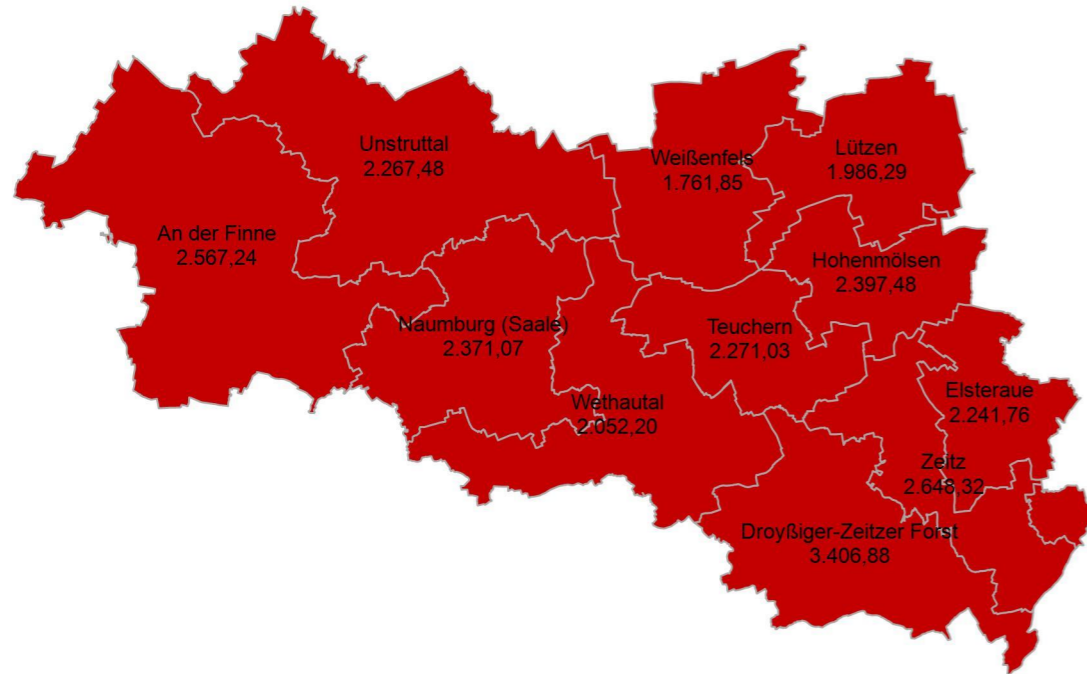 Unstruttal
2.267,48
Weißenfels
1.761,85
Lützen
1.986,29
An der Finne
2.567,24
Hohenmölsen
2.397,48
Naumburg (Saale)
2.371,07
Teuchern
2.271,03
Wethautal
2.052,20
Elsteraue
2.241,76
Zeitz
2.648,32
Droyßiger-Zeitzer Forst
3.406,88